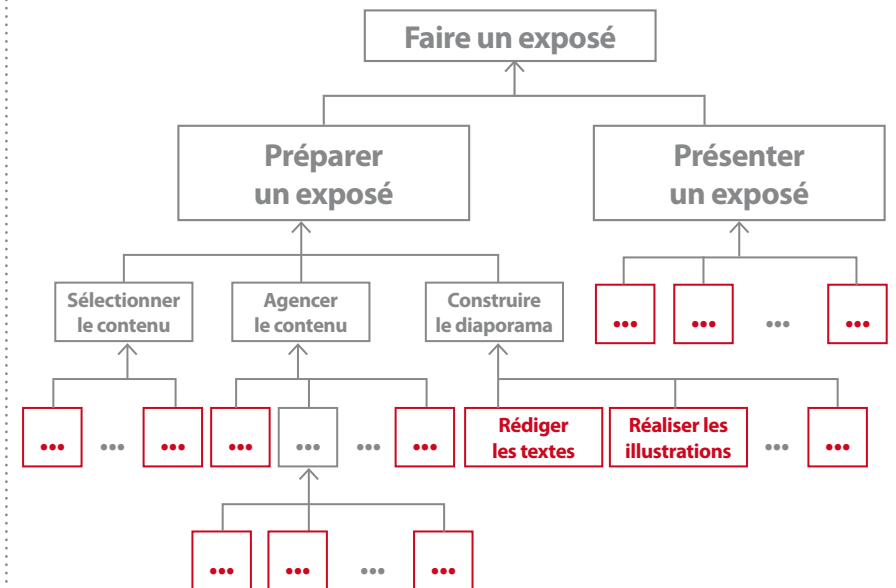 Faire un exposé
Préparer
un exposé
Présenter
un exposé
Sélectionner
le contenu
Agencer
le contenu
Construire
le diaporama
... ... ... ...
... ... ... ... ... ...
Rédiger
les textes
Réaliser les
illustrations
... ...
... ... ... ...